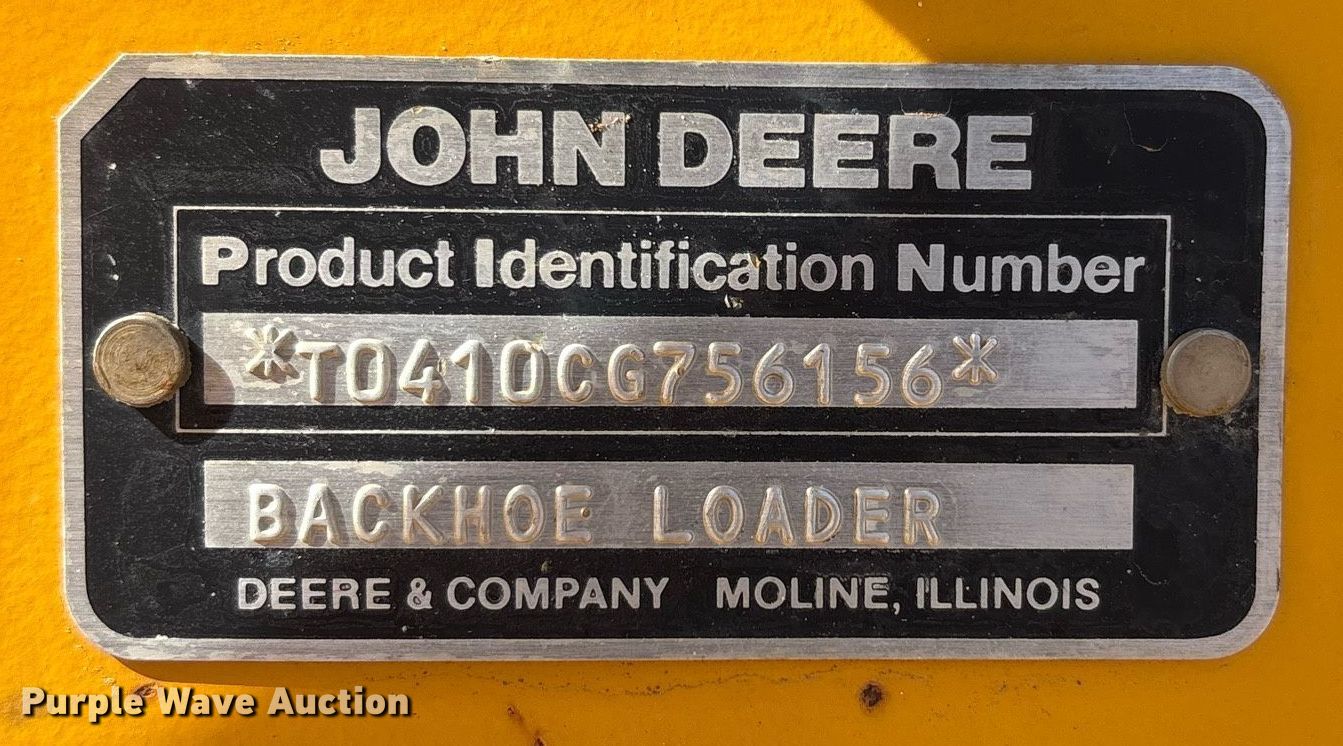 JOHN DEERE
Product Identification Number
*T0410CG756156*
BACKHOE LOADER
DEERE & COMPANY MOLINE, ILLINOIS
Purple Wave Auction